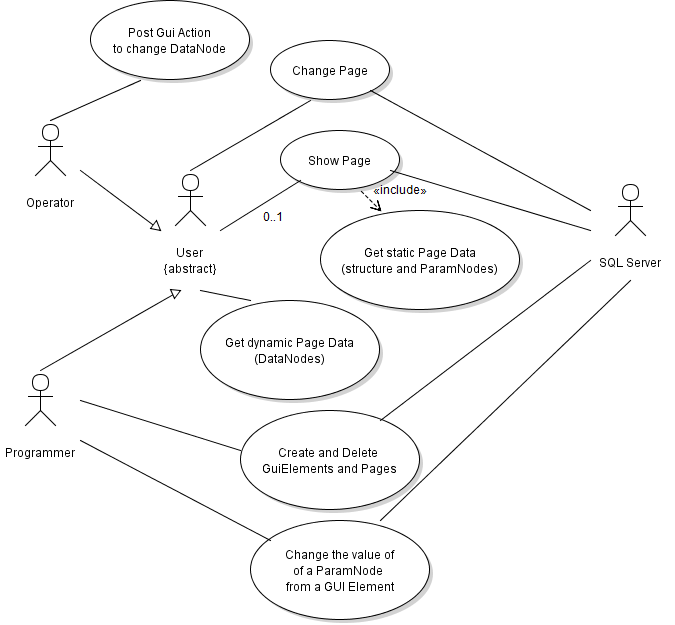 Post Gui Action
to change DataNode
Change Page
Show Page
«include»
Operator
0..1
User
{abstract}
Get static Page Data
(structure and ParamNodes)
SQL Server
Get dynamic Page Data
(DataNodes)
Programmer
Create and Delete
GuiElements and Pages
Change the value of
of a ParamNode
from a GUI Element